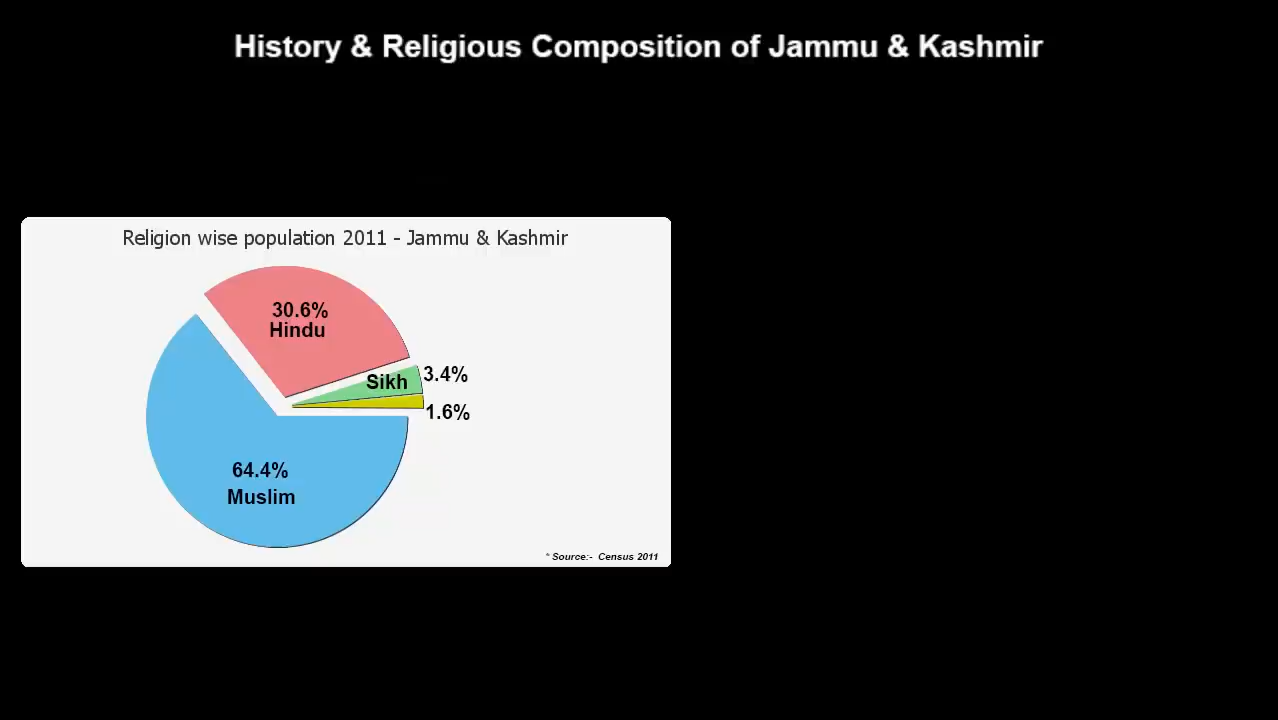 History & Religious Composition of Jammu & Kashmir
Religion wise population 2011 - Jammu & Kashmir
30.6%
Hindu
Sikh 3.4%
1.6%
64.4%
Muslim
* Source:- Census 2011